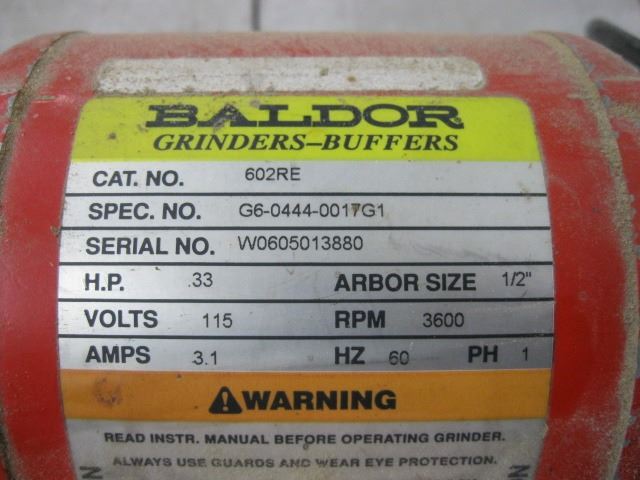 BALDOR
GRINDERS-BUFFERS
CAT. NO. 602RE
SPEC. NO. G6-0444-0017G1
SERIAL NO. W0605013880
H.P. .33 ARBOR SIZE 1/2"
VOLTS 115 RPM 3600
AMPS 3.1 HZ 60 PH 1
WARNING
READ INSTR. MANUAL BEFORE OPERATING GRINDER.
ALWAYS USE GUARDS AND WEAR EYE PROTECTION.